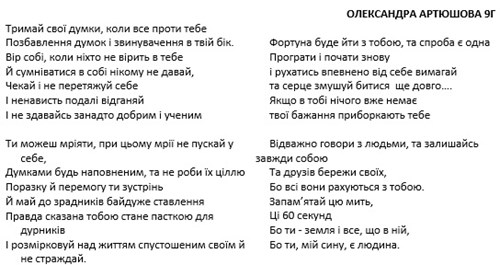 ОЛЕКСАНДРА АРТЮШОВА 9Г
Тримай свої думки, коли все проти тебе
Позбавлення думок і звинувачення в твій бік.
Вір собі, коли ніхто не вірить в тебе
Й сумніватися в собі нікому не давай,
Чекай і не перетяжуй себе
І ненависть подалі відганяй
І не здавайсь занадто добрим і ученим
Ти можеш мріяти, при цьому мрії не пускай у
себе,
Думками будь наповненим, та не роби їх ціллю
Поразку й перемогу ти зустрінь
Й май до зрадників байдуже ставлення
Правда сказана тобою стане пасткою для
дурників
І розмірковуй над життям спустошеним своїм й
не страждай.
Фортуна буде йти з тобою, та спроба є одна
Програти і почати знову
і рухатись впевнено від себе вимагай
та серце змушуй битися ще довго....
Якщо в тобі нічого вже немає
твої бажання приборкають тебе
Відважно говори з людьми, та залишайсь
завжди собою
Та друзів бережи своїх,
Бо всі вони рахуються з тобою.
Запам’ятай цю мить,
Ці 60 секунд
Бо ти - земля і все, що в ній,
Бо ти, мій сину, є людина.